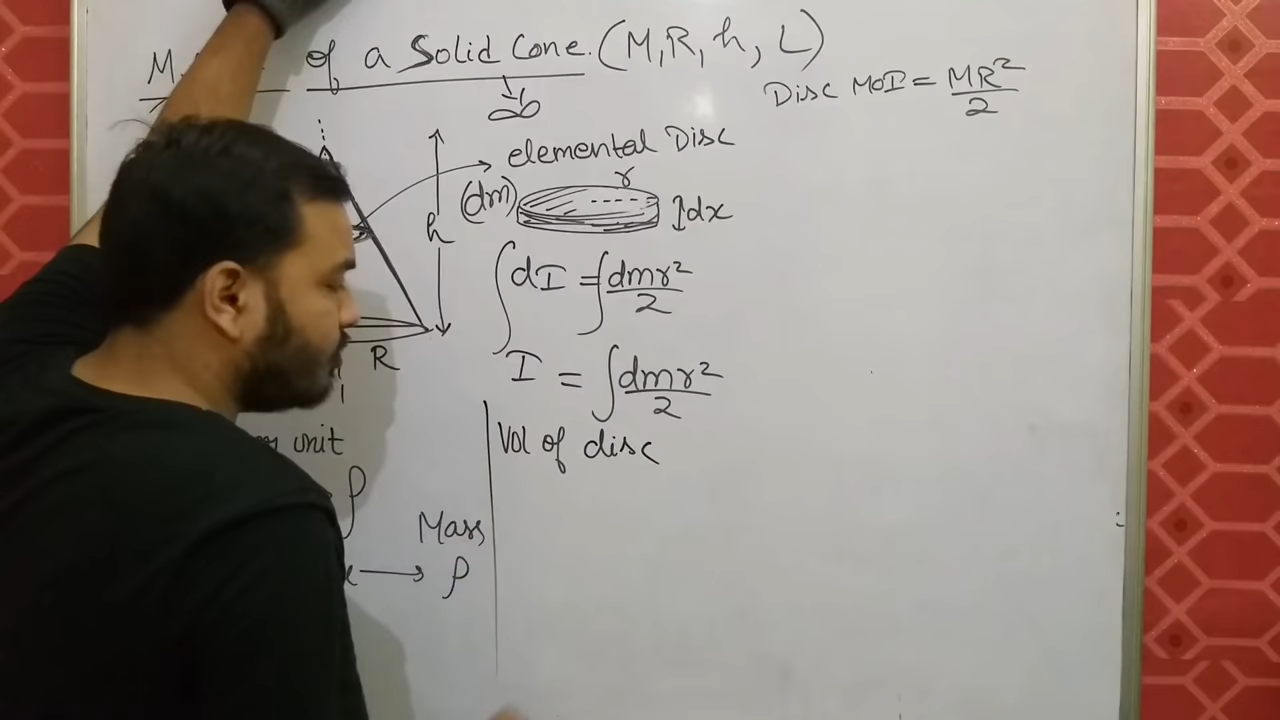 M. of a Solid Cone. (M, R, h, L)
Disc MOI = MR²/2
elemental Disc
(dm) r dx
h
∫dI = ∫dmr²/2
R
I = ∫dmr²/2
unit
Vol of disc
ρ
Mass
→ ρ